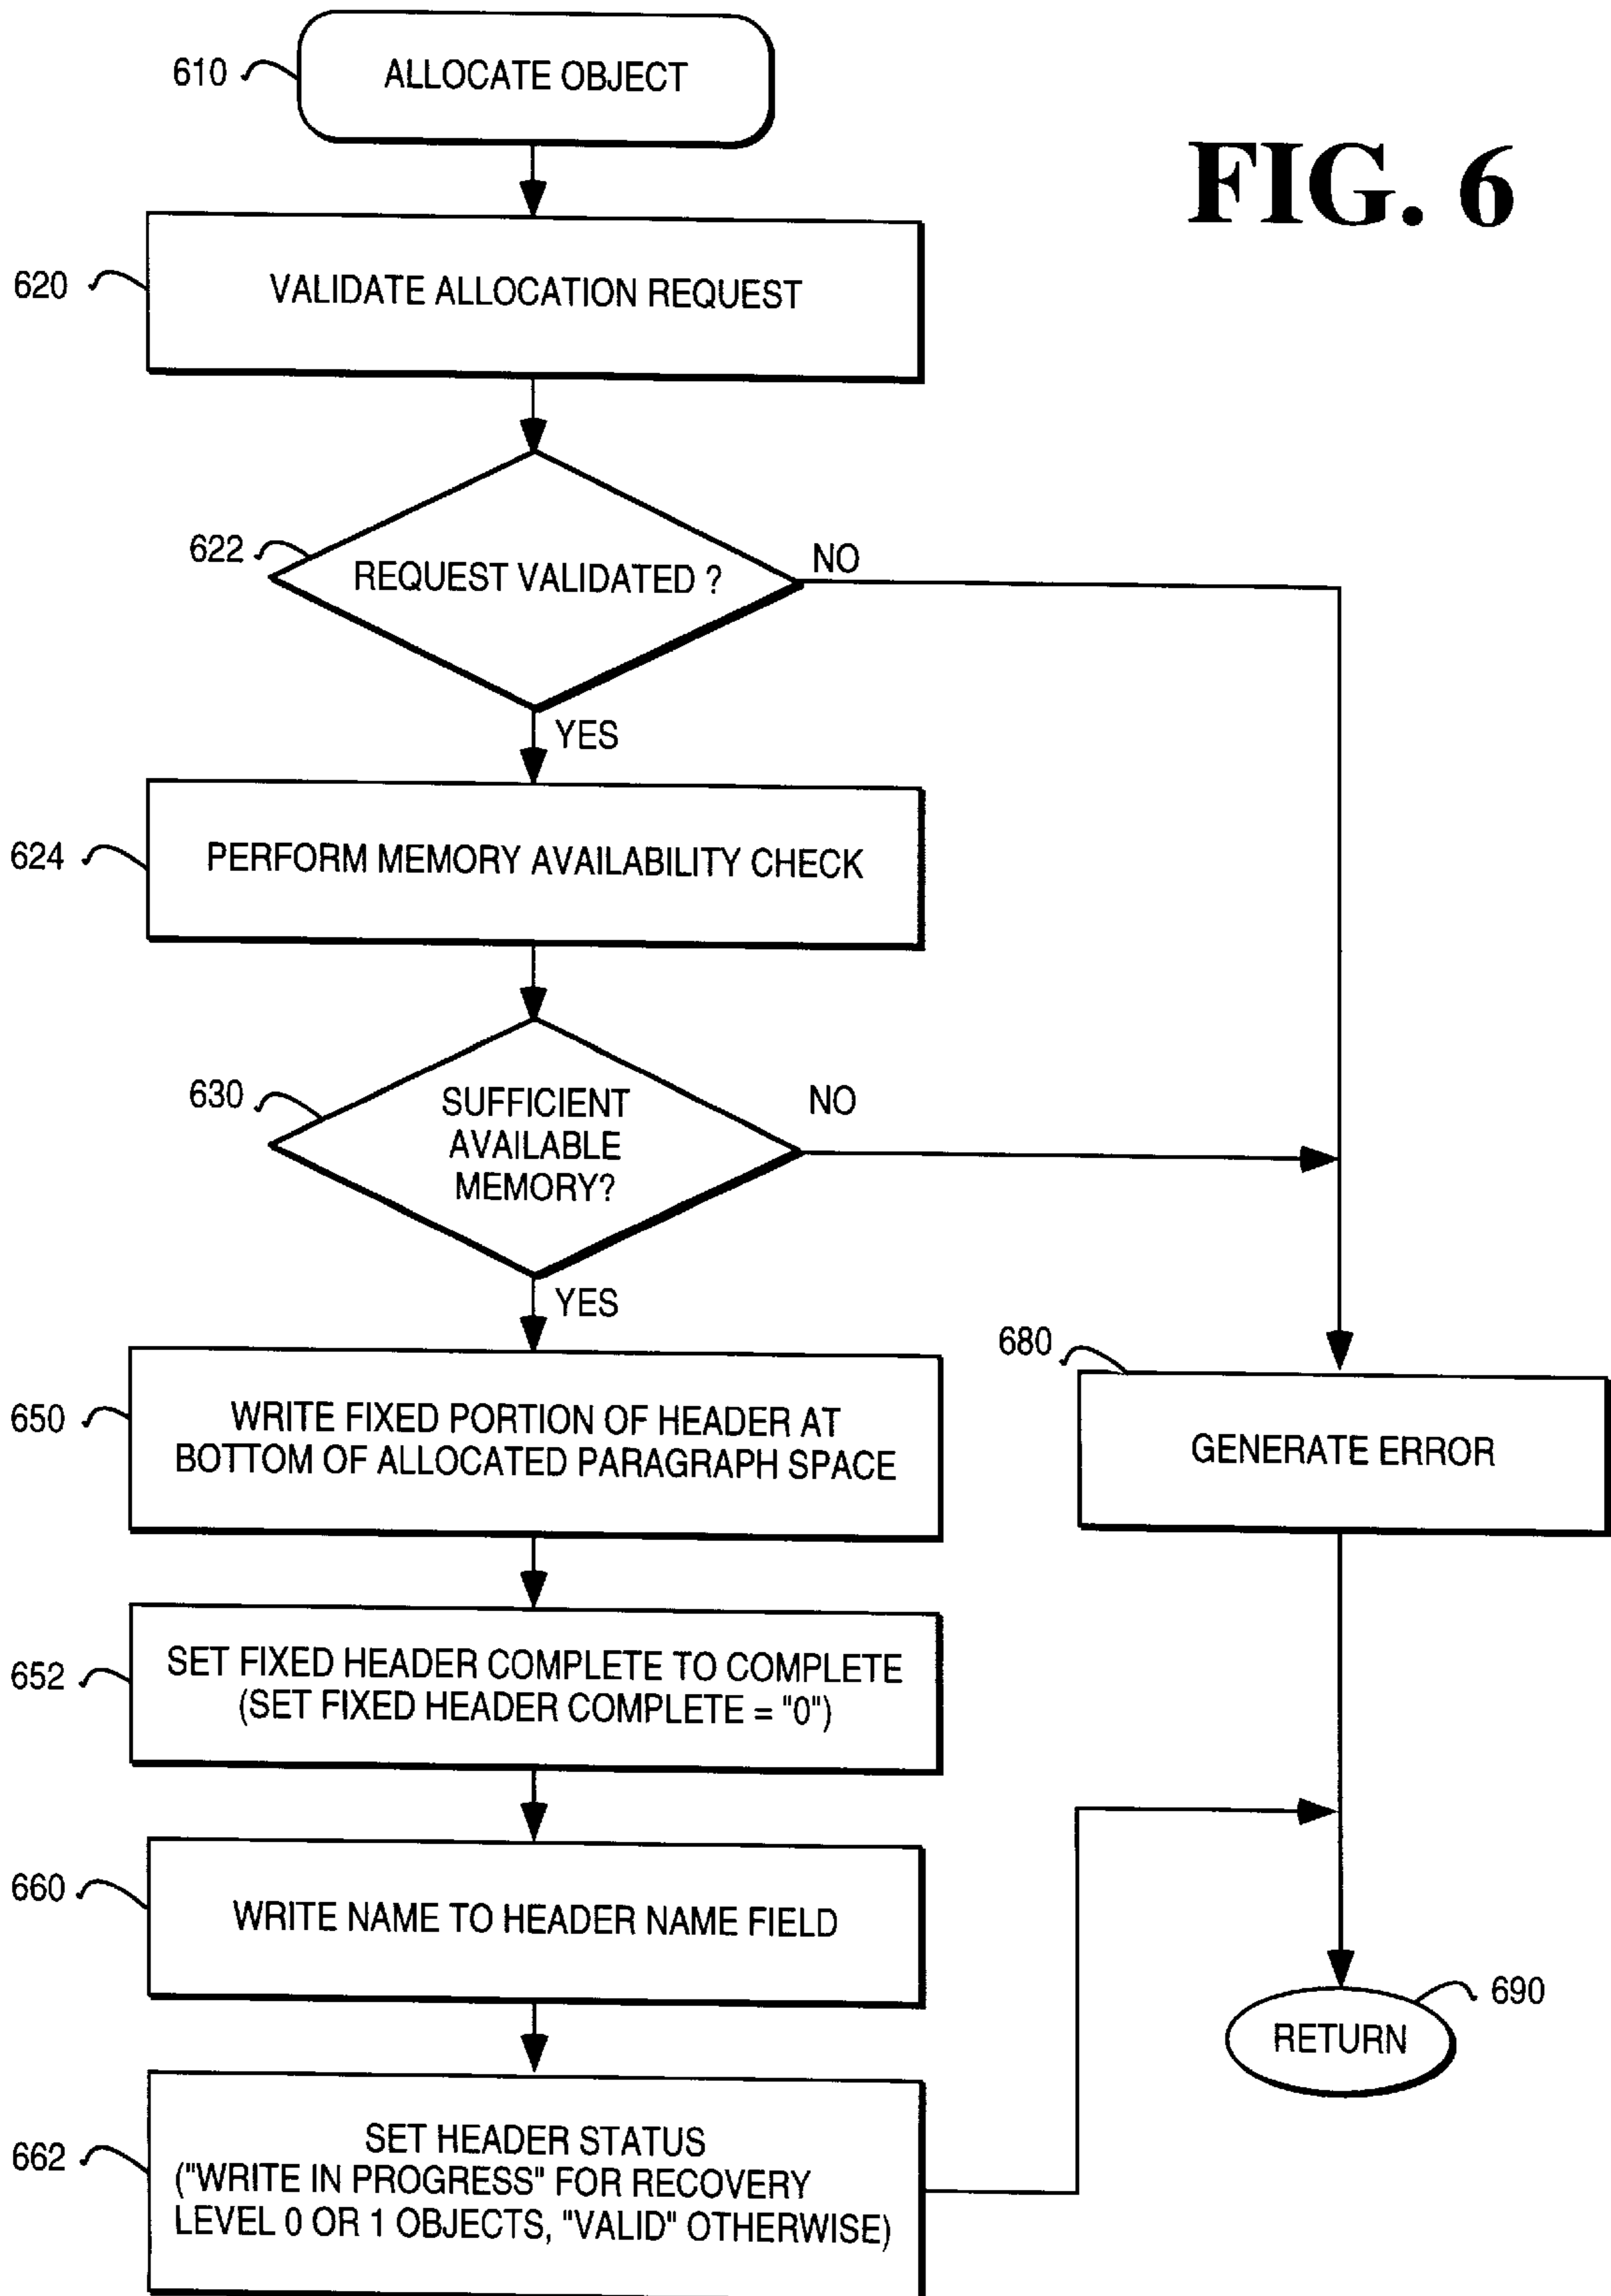 FIG. 6
610
ALLOCATE OBJECT
620
VALIDATE ALLOCATION REQUEST
622
REQUEST VALIDATED ?
NO
YES
624
PERFORM MEMORY AVAILABILITY CHECK
630
SUFFICIENT
AVAILABLE
MEMORY?
NO
YES
650
WRITE FIXED PORTION OF HEADER AT
BOTTOM OF ALLOCATED PARAGRAPH SPACE
680
GENERATE ERROR
652
SET FIXED HEADER COMPLETE TO COMPLETE
(SET FIXED HEADER COMPLETE = "0")
660
WRITE NAME TO HEADER NAME FIELD
690
RETURN
662
SET HEADER STATUS
("WRITE IN PROGRESS" FOR RECOVERY
LEVEL 0 OR 1 OBJECTS, "VALID" OTHERWISE)